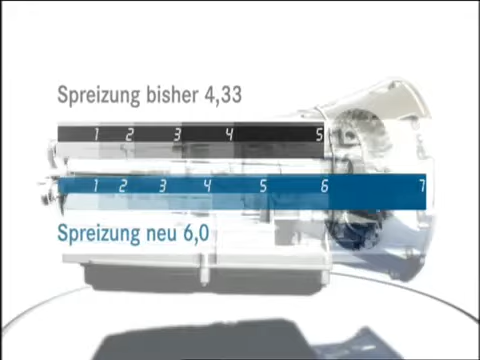 Spreizung bisher 4,33
1 2 3 4 5
1 2 3 4 5 6 7
Spreizung neu 6,0